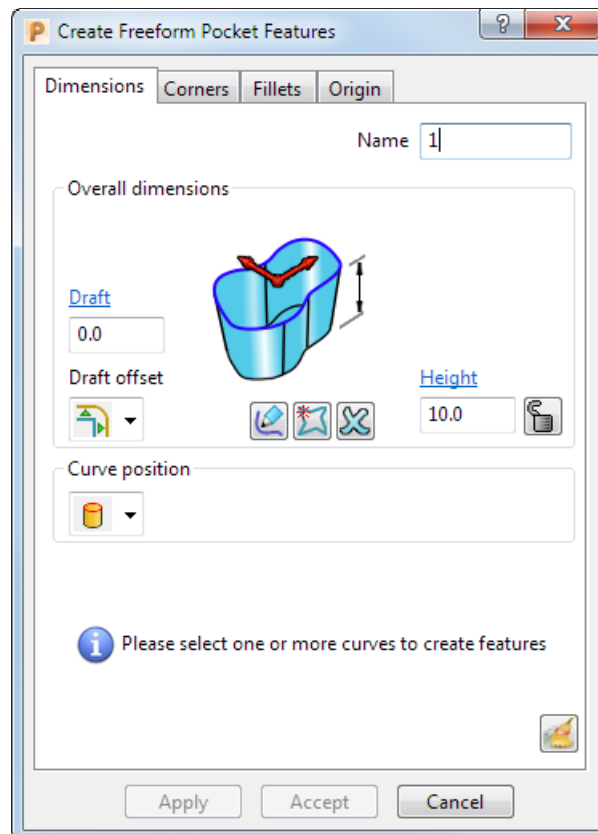 Create Freeform Pocket Features
Dimensions Corners Fillets Origin
Name 1
Overall dimensions
Draft
0.0
Draft offset
Height
10.0
Curve position
Please select one or more curves to create features
Apply Accept Cancel